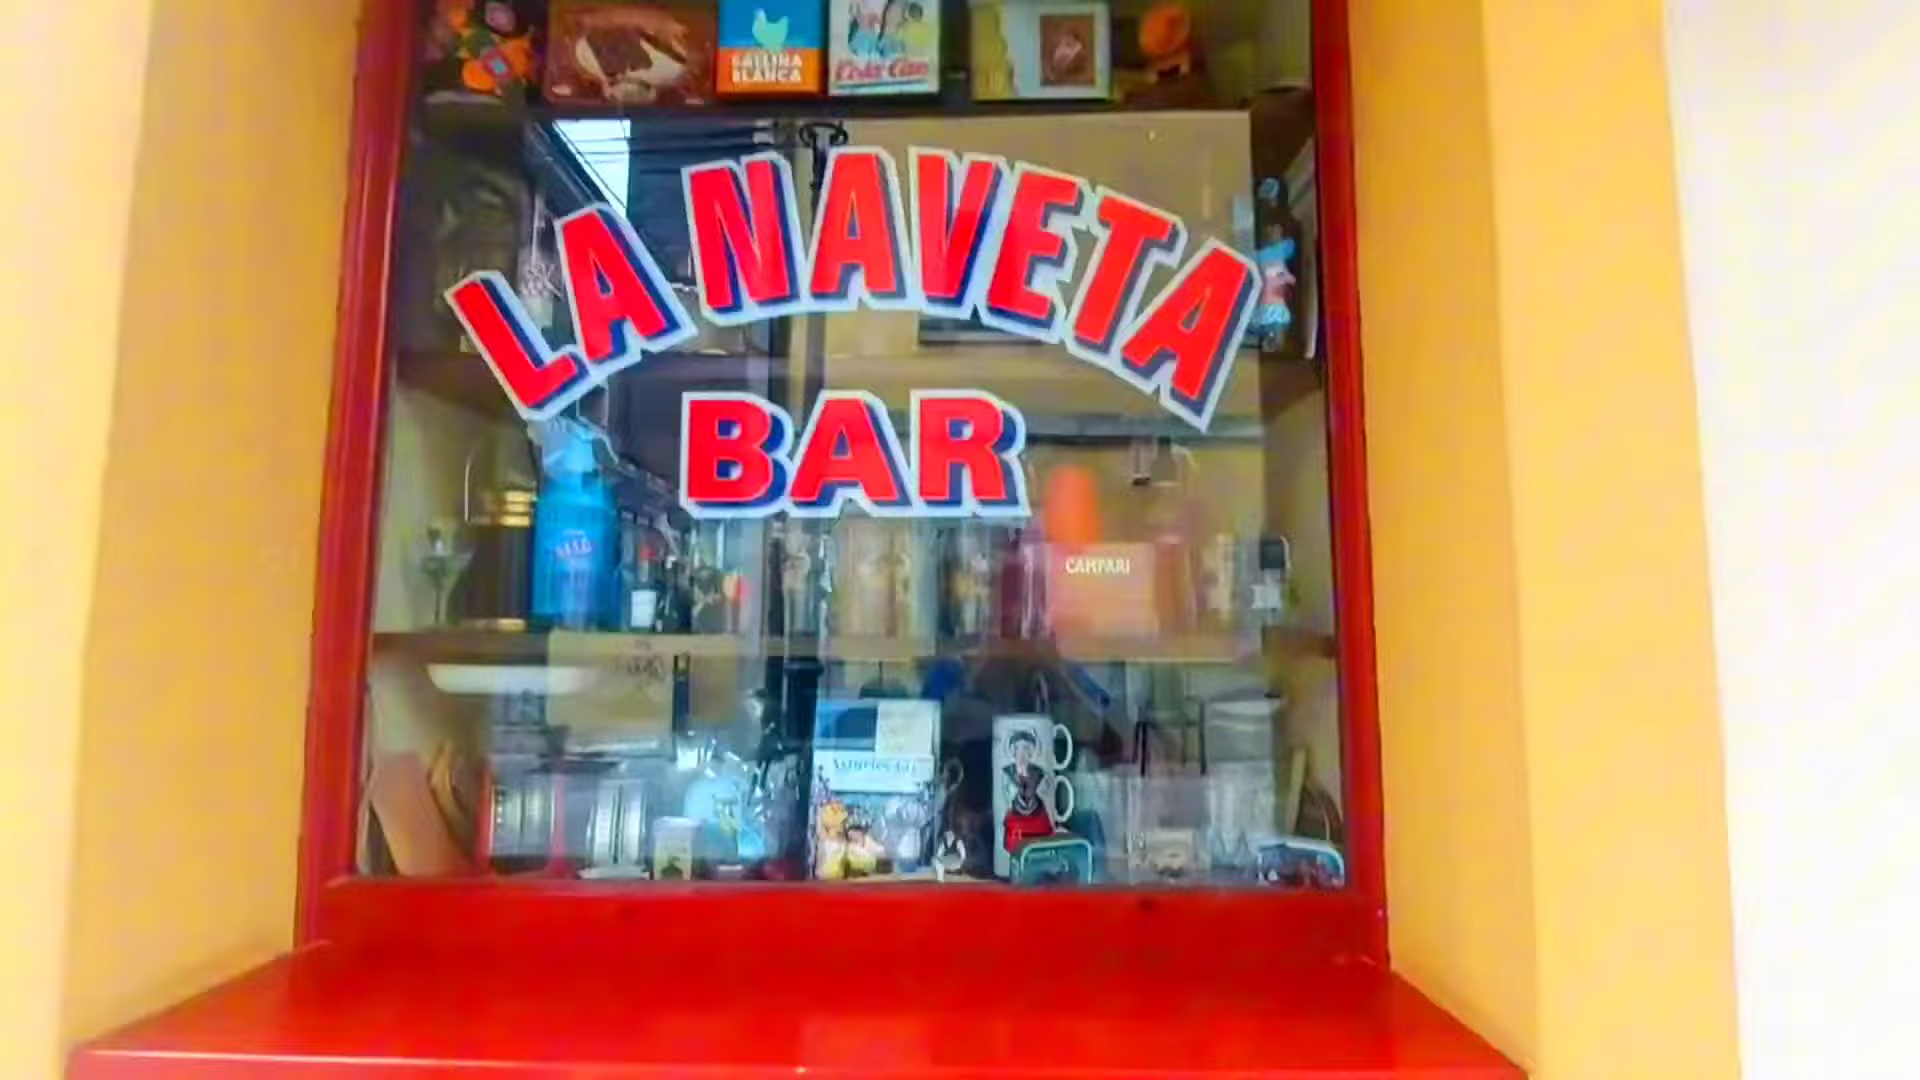 GALLINA
BLANCA
Cola Cao
LA NAVETA
BAR
CAMPARI